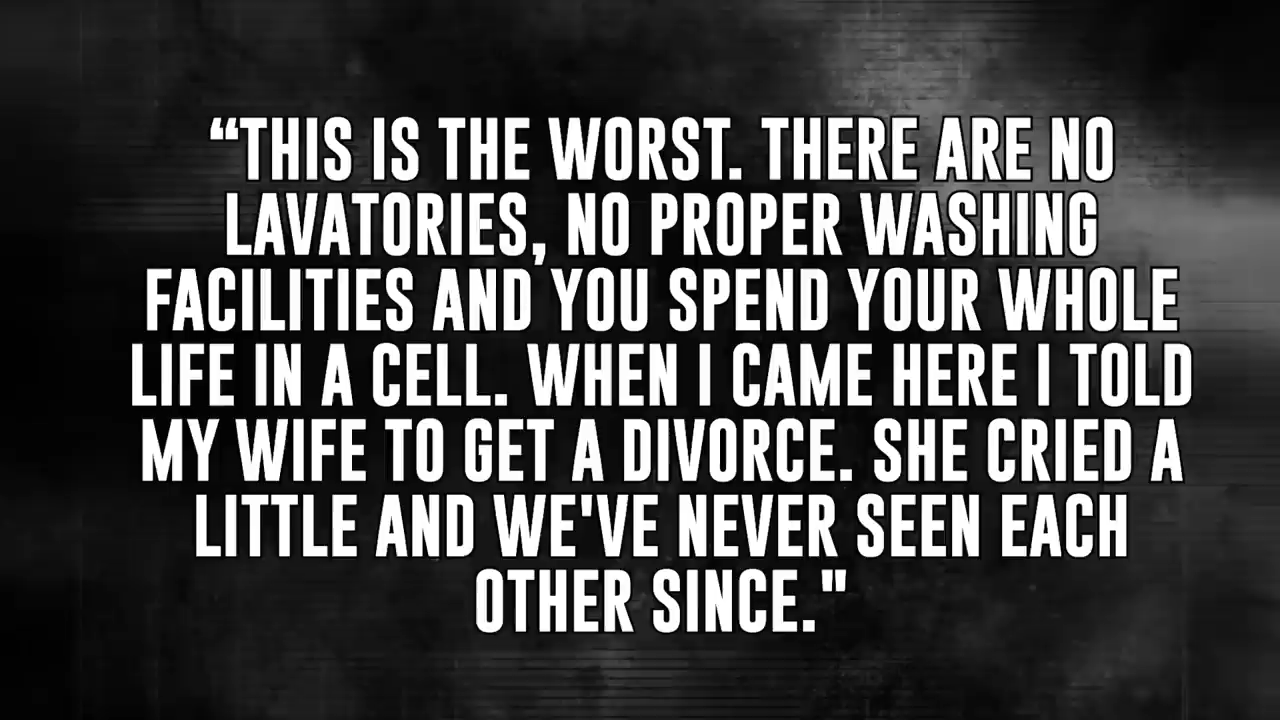 “THIS IS THE WORST. THERE ARE NO
LAVATORIES, NO PROPER WASHING
FACILITIES AND YOU SPEND YOUR WHOLE
LIFE IN A CELL. WHEN I CAME HERE I TOLD
MY WIFE TO GET A DIVORCE. SHE CRIED A
LITTLE AND WE'VE NEVER SEEN EACH
OTHER SINCE."